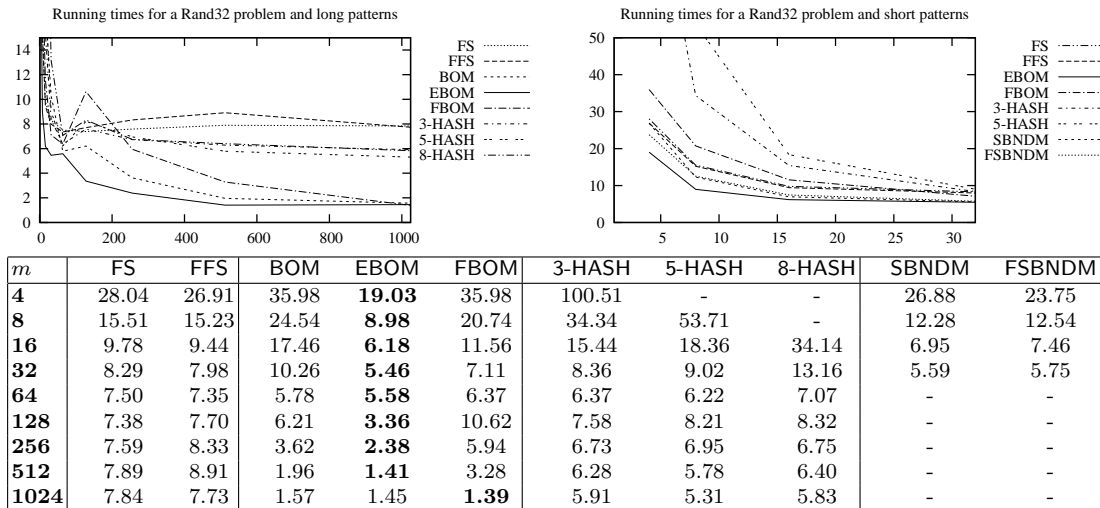 Running times for a Rand32 problem and long patterns
14
12
10
8
6
4
2
0
0 200 400 600 800 1000
FS
FFS
BOM
EBOM
FBOM
3-HASH
5-HASH
8-HASH
Running times for a Rand32 problem and short patterns
50
40
30
20
10
0
5 10 15 20 25 30
FS
FFS
EBOM
FBOM
3-HASH
5-HASH
SBNDM
FSBNDM
m FS FFS BOM EBOM FBOM 3-HASH 5-HASH 8-HASH SBNDM FSBNDM
4 28.04 26.91 35.98 19.03 35.98 100.51 - - 26.88 23.75
8 15.51 15.23 24.54 8.98 20.74 34.34 53.71 - 12.28 12.54
16 9.78 9.44 17.46 6.18 11.56 15.44 18.36 34.14 6.95 7.46
32 8.29 7.98 10.26 5.46 7.11 8.36 9.02 13.16 5.59 5.75
64 7.50 7.35 5.78 5.58 6.37 6.37 6.22 7.07 - -
128 7.38 7.70 6.21 3.36 10.62 7.58 8.21 8.32 - -
256 7.59 8.33 3.62 2.38 5.94 6.73 6.95 6.75 - -
512 7.89 8.91 1.96 1.41 3.28 6.28 5.78 6.40 - -
1024 7.84 7.73 1.57 1.45 1.39 5.91 5.31 5.83 - -